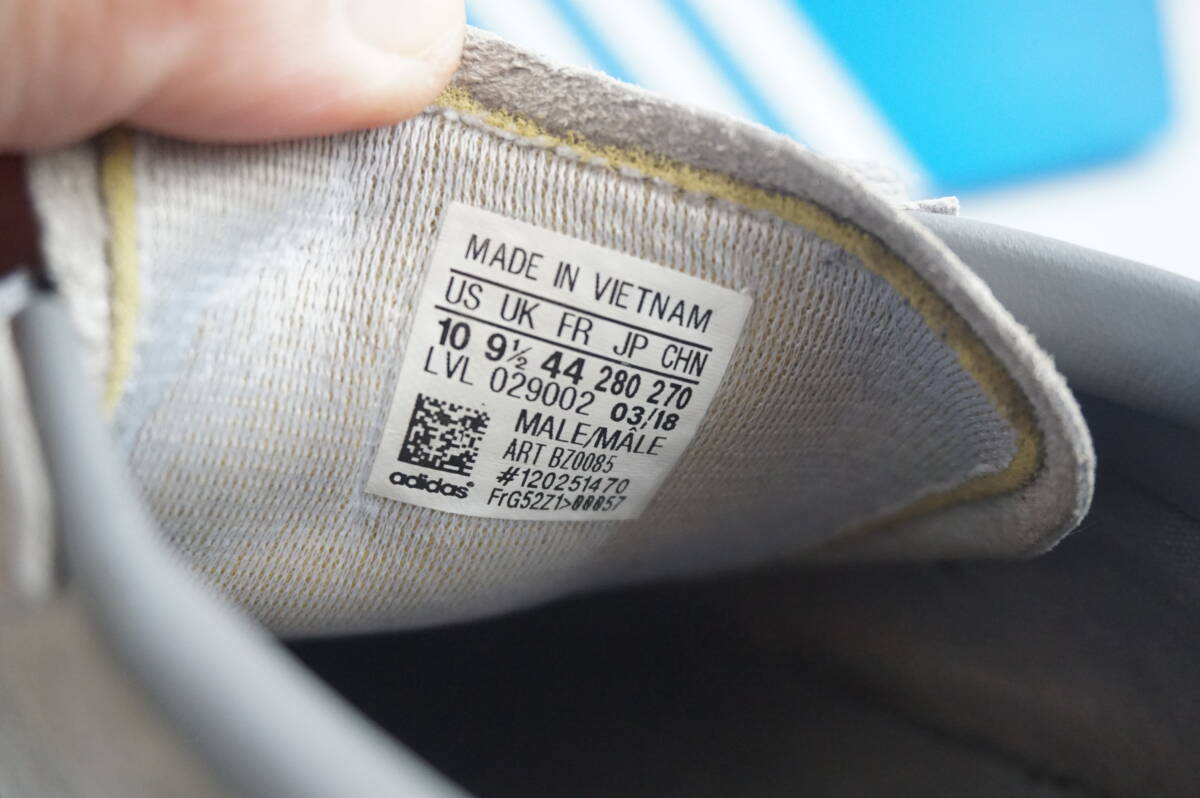 MADE IN VIETNAM
US UK FR JP CHN
10 9½ 44 280 270
LVL 029002 03/18
MALE/MÂLE
ART BZ0085
#120251470
adidas®
FrG52Z1>00057